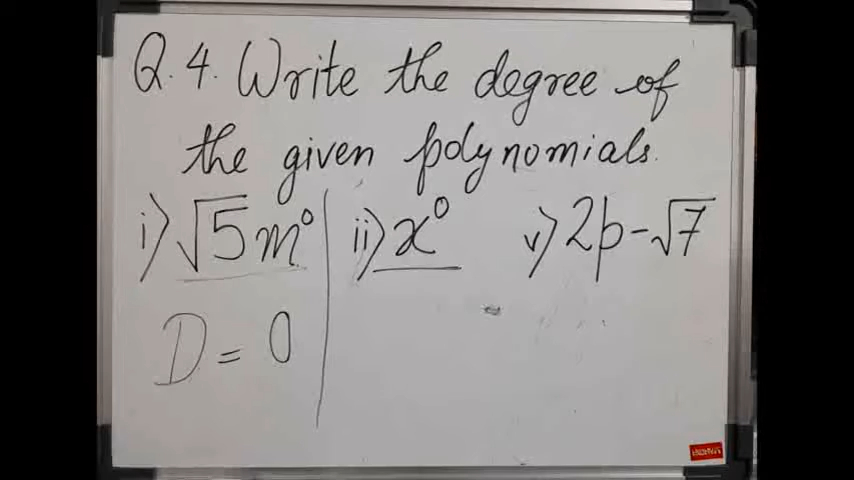 Q.4. Write the degree of
the given polynomials.
i) √5m⁰ ii) x⁰ v) 2p-√7
D = 0